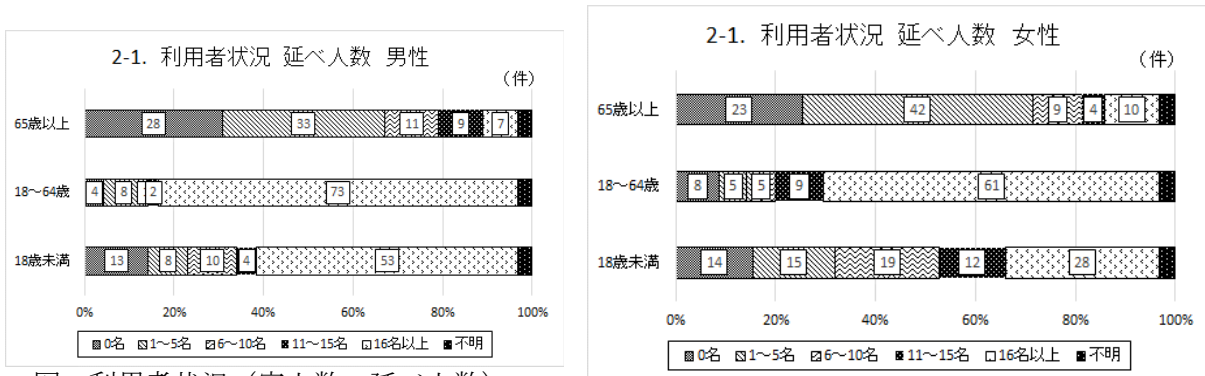 2-1. 利用者状況 延べ人数 男性
(件)
65歳以上 28 33 11 9 7
18～64歳 4 8 2 73
18歳未満 13 8 10 4 53
0% 20% 40% 60% 80% 100%
0名 1～5名 6～10名 11～15名 16名以上 不明
2-1. 利用者状況 延べ人数 女性
(件)
65歳以上 23 42 9 4 10
18～64歳 8 5 5 9 61
18歳未満 14 15 19 12 28
0% 20% 40% 60% 80% 100%
0名 1～5名 6～10名 11～15名 16名以上 不明